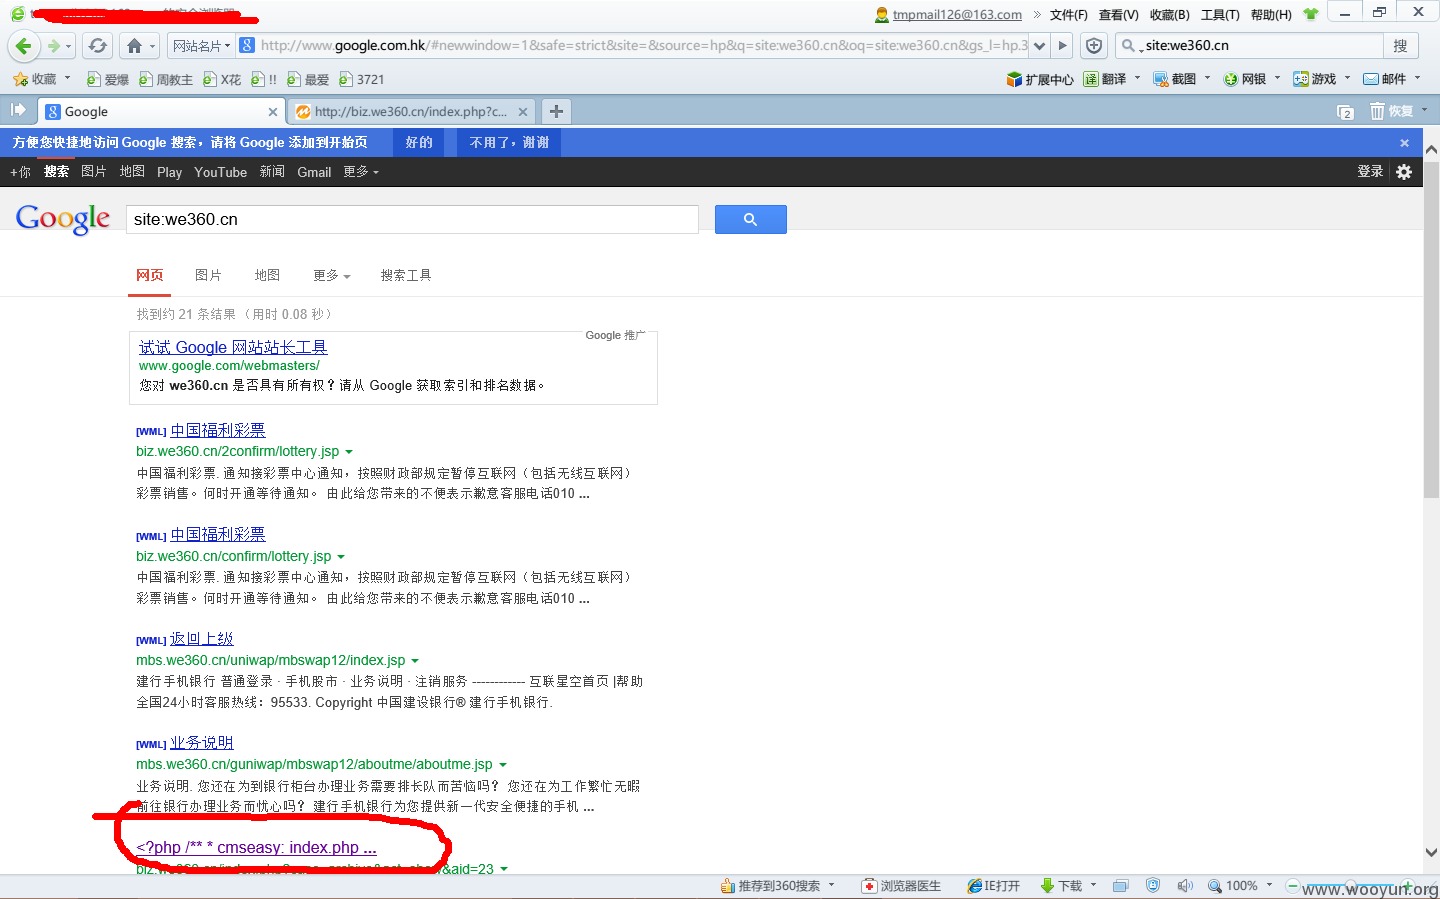 tmpmail126@163.com » 文件(F) 查看(V) 收藏(B) 工具(T) 帮助(H)
网站名片 http://www.google.com.hk/#newwindow=1&safe=strict&site=&source=hp&q=site:we360.cn&oq=site:we360.cn&gs_l=hp.3 site:we360.cn 搜
收藏 爱爆 周教主 X花 !! 最爱 3721 扩展中心 翻译 截图 网银 游戏 邮件
Google http://biz.we360.cn/index.php?c... 2 恢复
方便您快捷地访问 Google 搜索，请将 Google 添加到开始页 好的 不用了，谢谢
+你 搜索 图片 地图 Play YouTube 新闻 Gmail 更多 登录
Google site:we360.cn
网页 图片 地图 更多 搜索工具
找到约 21 条结果 （用时 0.08 秒）
Google 推广
试试 Google 网站站长工具
www.google.com/webmasters/
您对 we360.cn 是否具有所有权？请从 Google 获取索引和排名数据。
[WML] 中国福利彩票
biz.we360.cn/2confirm/lottery.jsp
中国福利彩票. 通知接彩票中心通知，按照财政部规定暂停互联网（包括无线互联网）
彩票销售。何时开通等待通知。 由此给您带来的不便表示歉意客服电话010 ...
[WML] 中国福利彩票
biz.we360.cn/confirm/lottery.jsp
中国福利彩票. 通知接彩票中心通知，按照财政部规定暂停互联网（包括无线互联网）
彩票销售。何时开通等待通知。 由此给您带来的不便表示歉意客服电话010 ...
[WML] 返回上级
mbs.we360.cn/uniwap/mbswap12/index.jsp
建行手机银行 普通登录 · 手机股市 · 业务说明 · 注销服务 ------------ 互联星空首页 |帮助
全国24小时客服热线：95533. Copyright 中国建设银行® 建行手机银行.
[WML] 业务说明
mbs.we360.cn/guniwap/mbswap12/aboutme/aboutme.jsp
业务说明. 您还在为到银行柜台办理业务需要排长队而苦恼吗？ 您还在为工作繁忙无暇
前往银行办理业务而忧心吗？ 建行手机银行为您提供新一代安全便捷的手机 ...
<?php /** * cmseasy: index.php ...
&aid=23
推荐到360搜索 浏览器医生 IE打开 下载 100%
www.wooyun.org